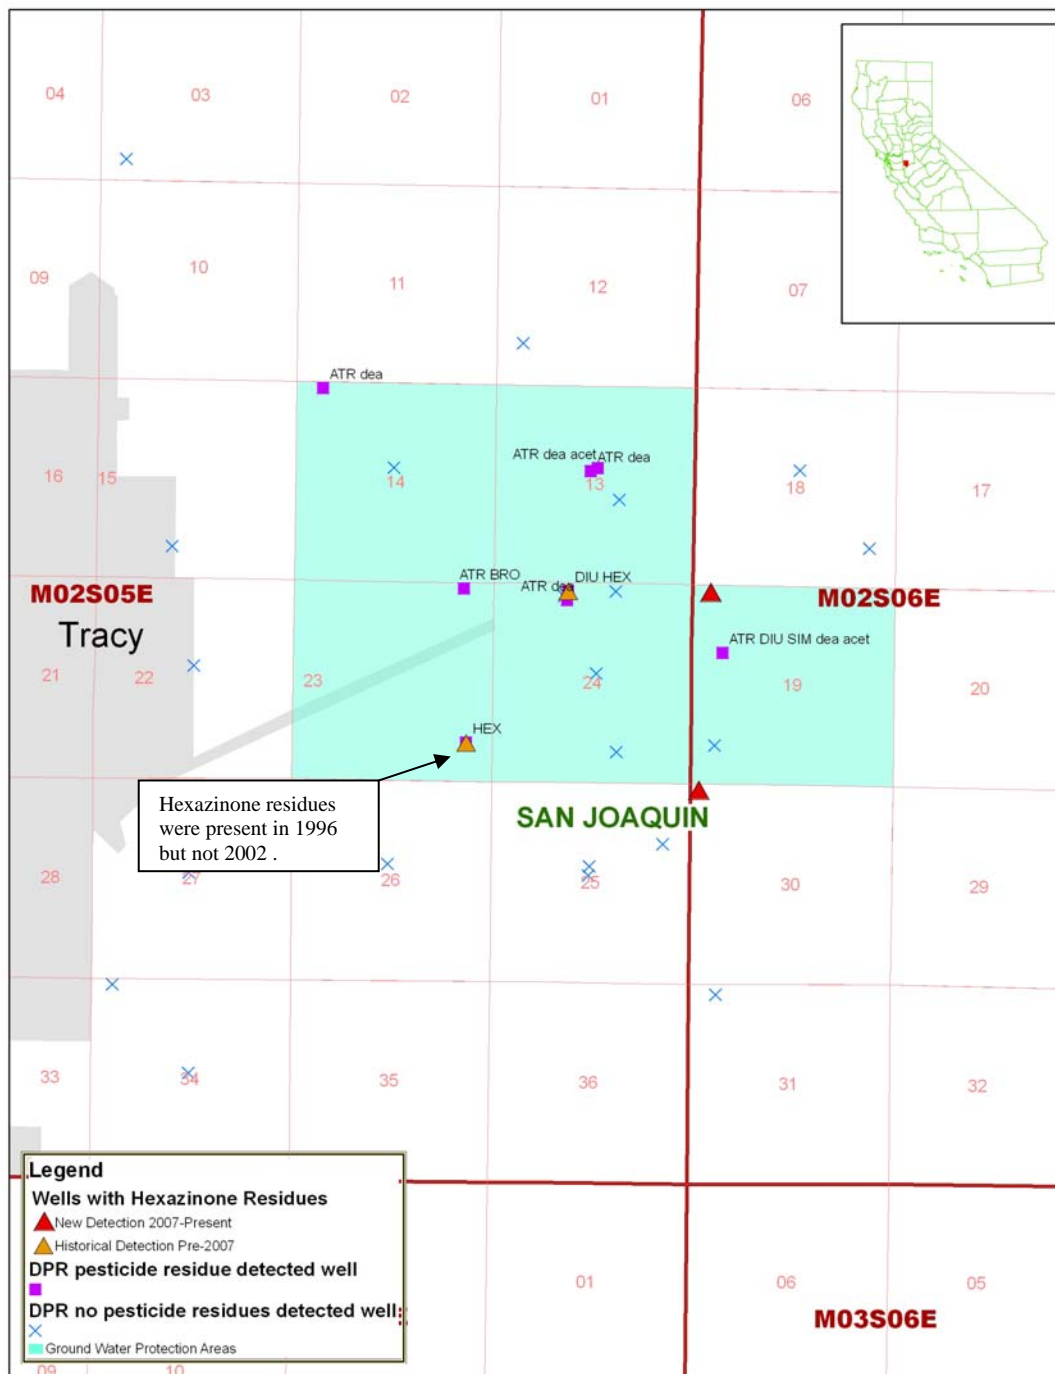 04
03
02
01
06
09
10
11
12
07
ATR dea
ATR dea acet
ATR dea
16
15
14
13
18
17
M02S05E
ATR BRO
ATR dea
DIU HEX
M02S06E
Tracy
ATR DIU SIM dea acet
21
22
23
24
19
20
HEX
Hexazinone residues
were present in 1996
but not 2002 .
SAN JOAQUIN
28
27
26
25
30
29
33
34
35
36
31
32
Legend
Wells with Hexazinone Residues
New Detection 2007-Present
Historical Detection Pre-2007
DPR pesticide residue detected well
DPR no pesticide residues detected well
Ground Water Protection Areas
01
06
05
M03S06E
09
10